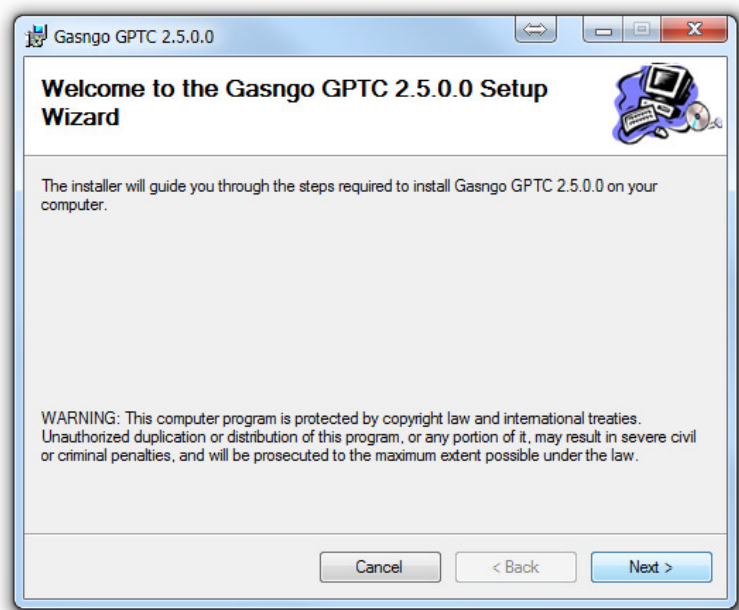 Gasngo GPTC 2.5.0.0
Welcome to the Gasngo GPTC 2.5.0.0 Setup
Wizard
The installer will guide you through the steps required to install Gasngo GPTC 2.5.0.0 on your
computer.
WARNING: This computer program is protected by copyright law and international treaties.
Unauthorized duplication or distribution of this program, or any portion of it, may result in severe civil
or criminal penalties, and will be prosecuted to the maximum extent possible under the law.
Cancel
< Back
Next >